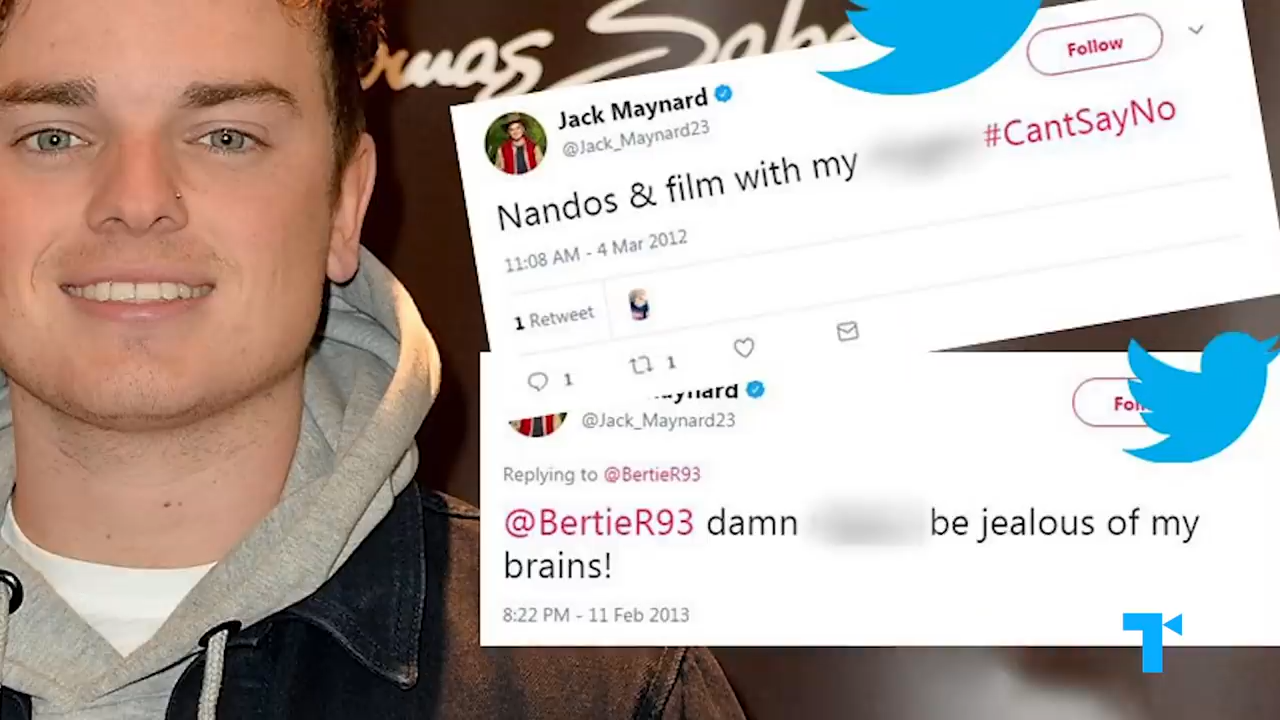 Follow
Jack Maynard
@Jack_Maynard23
Nandos & film with my #CantSayNo
11:08 AM - 4 Mar 2012
1 Retweet
1 1
@Jack_Maynard23
Follow
Replying to @BertieR93
@BertieR93 damn be jealous of my
brains!
8:22 PM - 11 Feb 2013